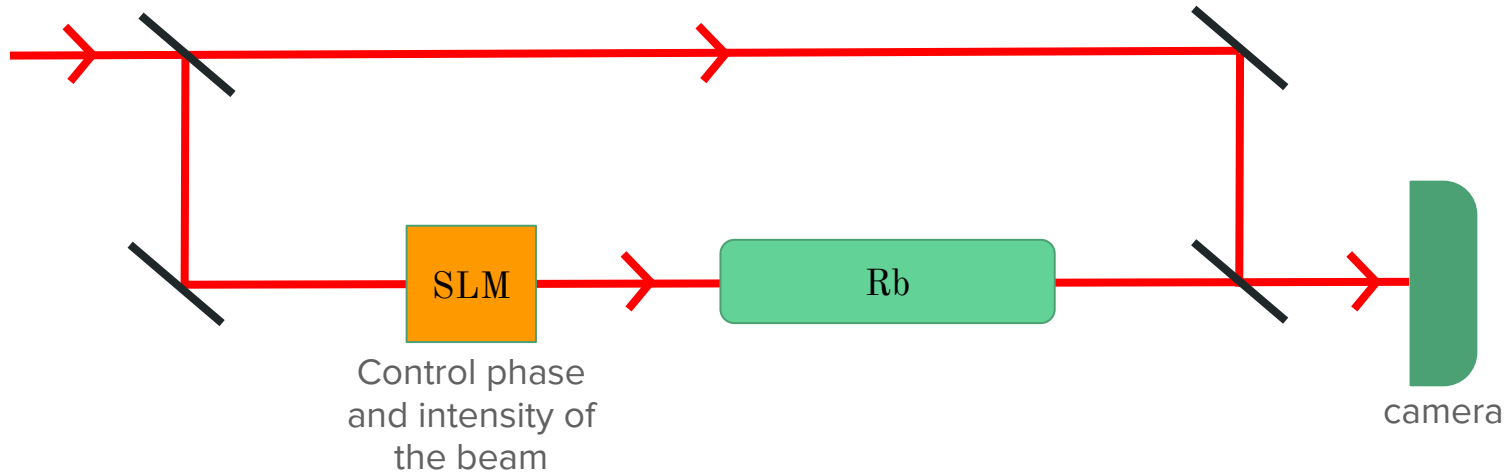 SLM
Rb
Control phase
and intensity of
the beam
camera